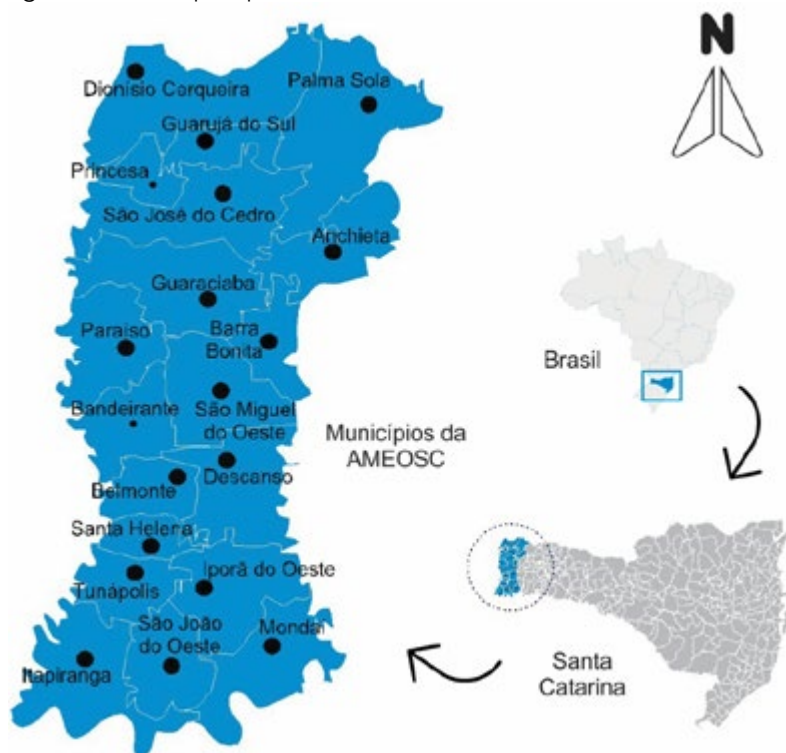 N
Dionísio Cerqueira
Palma Sola
Guarujá do Sul
Princesa
São José do Cedro
Anchieta
Guaraciaba
Paraiso
Barra
Bonita
Bandeirante
São Miguel
do Oeste
Descanso
Belmonte
Santa Helena
Tunápolis
Iporã do Oeste
São João
do Oeste
Mondai
Itapiranga
Municípios da
AMEOSC
Brasil
Santa
Catarina